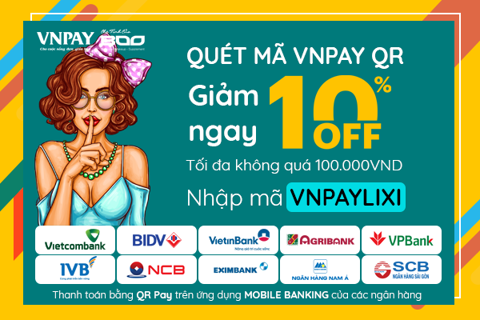 VNPAY
BOO
QUÉT MÃ VNPAY QR
Giảm ngay
10% OFF
Tối đa không quá 100.000VND
Nhập mã VNPAYLIXI
Vietcombank BIDV VietinBank AGRIBANK VPBank
IVB NCB EXIMBANK NGÂN HÀNG NAM Á SCB
NGÂN HÀNG SÀI GÒN
Thanh toán bằng QR Pay trên ứng dụng MOBILE BANKING của các ngân hàng